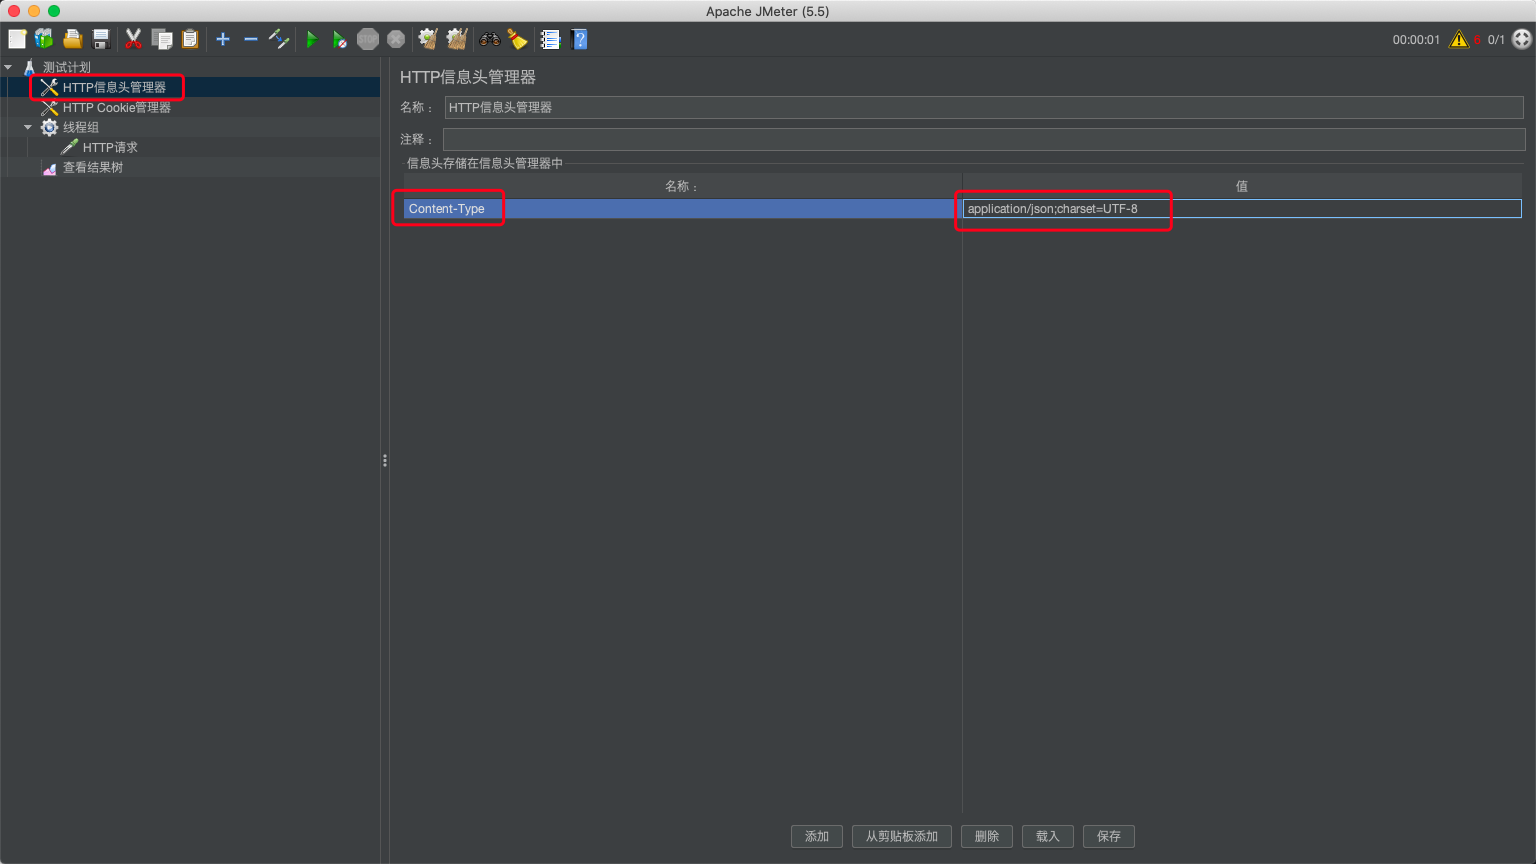 Apache JMeter (5.5)
STOP
00:00:01 6 0/1
测试计划
HTTP信息头管理器
HTTP Cookie管理器
线程组
HTTP请求
查看结果树
HTTP信息头管理器
名称： HTTP信息头管理器
注释：
信息头存储在信息头管理器中
名称： 值
Content-Type application/json;charset=UTF-8
添加 从剪贴板添加 删除 载入 保存